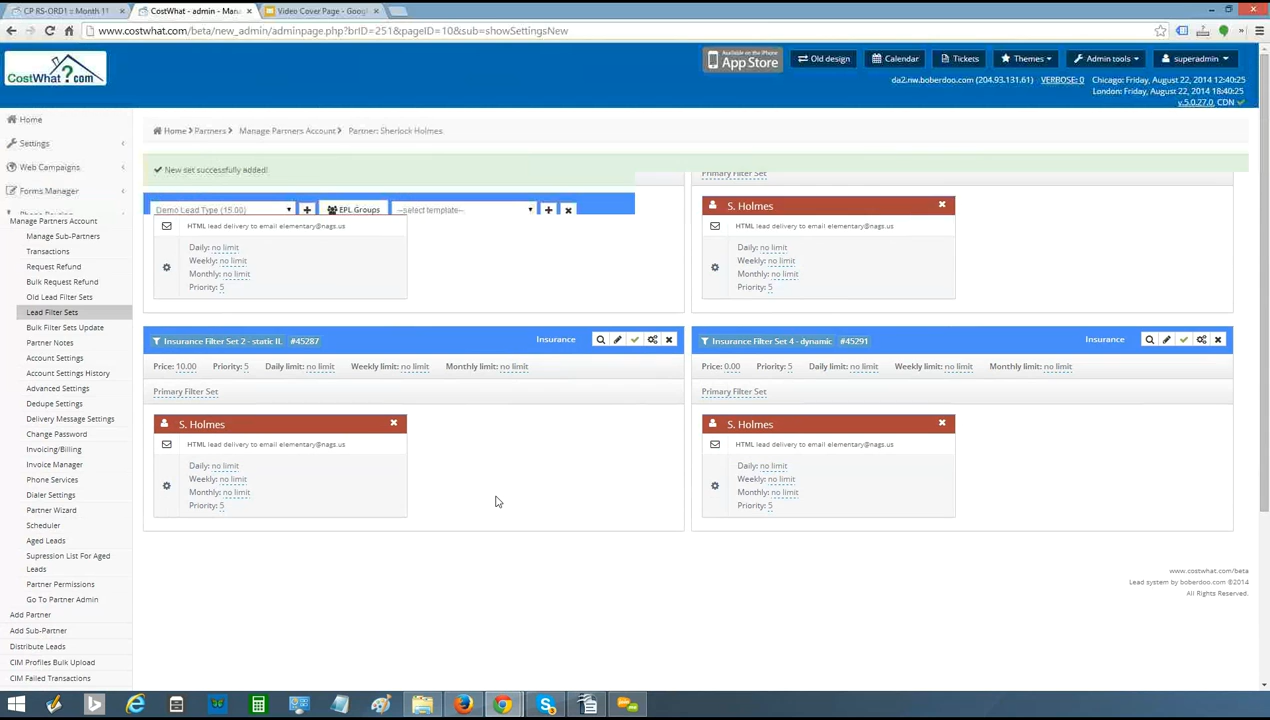 CP RS-ORD1 :: Month 11
CostWhat - admin - Man
Video Cover Page - Goog
www.costwhat.com/beta/new_admin/adminpage.php?brID=251&pageID=10&sub=showSettingsNew
CostWhat?com
Available on the iPhone
App Store
Old design
Calendar
Tickets
Themes
Admin tools
superadmin
da2.nw.boberdoo.com (204.93.131.61) VERBOSE: 0
Chicago: Friday, August 22, 2014 12:40:25
London: Friday, August 22, 2014 18:40:25
v.5.0.27.0, CDN
Home
Settings
Web Campaigns
Forms Manager
Manage Partners Account
Manage Sub-Partners
Transactions
Request Refund
Bulk Request Refund
Old Lead Filter Sets
Lead Filter Sets
Bulk Filter Sets Update
Partner Notes
Account Settings
Account Settings History
Advanced Settings
Dedupe Settings
Delivery Message Settings
Change Password
Invoicing/Billing
Invoice Manager
Phone Services
Dialer Settings
Partner Wizard
Scheduler
Aged Leads
Supression List For Aged
Leads
Partner Permissions
Go To Partner Admin
Add Partner
Add Sub-Partner
Distribute Leads
CIM Profiles Bulk Upload
CIM Failed Transactions
Home Partners Manage Partners Account Partner: Sherlock Holmes
New set successfully added!
Demo Lead Type (15.00)
EPL Groups
--select template--
HTML lead delivery to email elementary@nags.us
Daily: no limit
Weekly: no limit
Monthly: no limit
Priority: 5
Primary Filter Set
S. Holmes
HTML lead delivery to email elementary@nags.us
Daily: no limit
Weekly: no limit
Monthly: no limit
Priority: 5
Insurance Filter Set 2 - static IL #45287 Insurance
Price: 10.00 Priority: 5 Daily limit: no limit Weekly limit: no limit Monthly limit: no limit
Primary Filter Set
S. Holmes
HTML lead delivery to email elementary@nags.us
Daily: no limit
Weekly: no limit
Monthly: no limit
Priority: 5
Insurance Filter Set 4 - dynamic #45291 Insurance
Price: 0.00 Priority: 5 Daily limit: no limit Weekly limit: no limit Monthly limit: no limit
Primary Filter Set
S. Holmes
HTML lead delivery to email elementary@nags.us
Daily: no limit
Weekly: no limit
Monthly: no limit
Priority: 5
www.costwhat.com/beta
Lead system by boberdoo.com ©2014
All Rights Reserved.